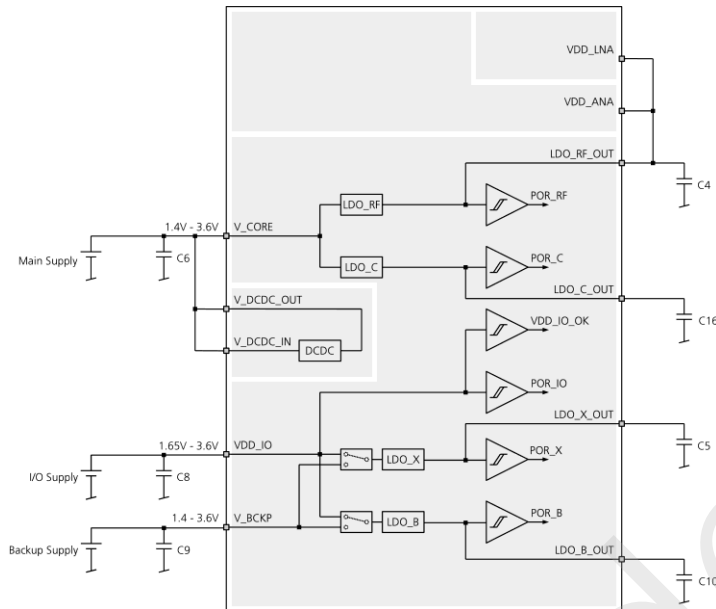 VDD_LNA
VDD_ANA
LDO_RF_OUT
C4
LDO_RF
POR_RF
1.4V - 3.6V
V_CORE
Main Supply
C6
LDO_C
POR_C
LDO_C_OUT
C16
V_DCDC_OUT
VDD_IO_OK
V_DCDC_IN
DCDC
POR_IO
LDO_X_OUT
C5
1.65V - 3.6V
VDD_IO
LDO_X
POR_X
I/O Supply
C8
1.4 - 3.6V
V_BCKP
LDO_B
POR_B
Backup Supply
C9
LDO_B_OUT
C10